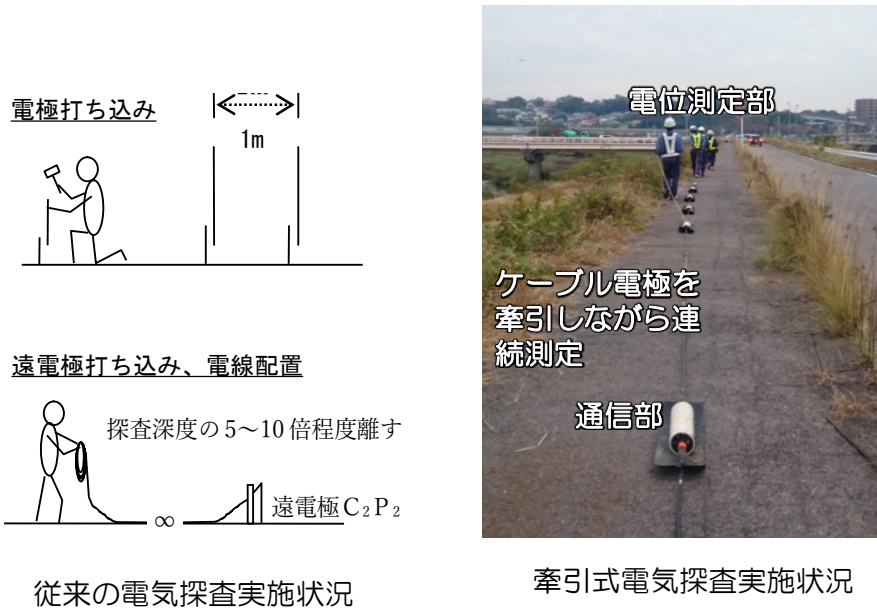 電極打ち込み
1m
遠電極打ち込み、電線配置
探査深度の5～10倍程度離す
∞
遠電極C₂P₂
従来の電気探査実施状況
電位測定部
ケーブル電極を
牽引しながら連
続測定
通信部
牽引式電気探査実施状況